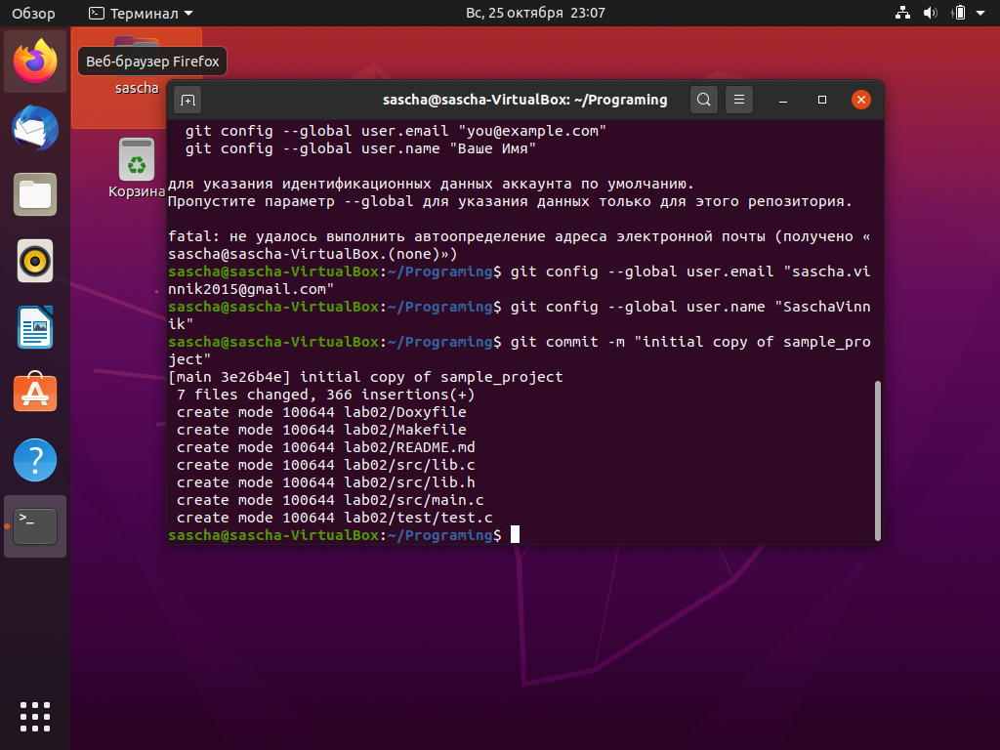 Обзор
Терминал
Вс, 25 октября 23:07
Веб-браузер Firefox
sascha
Корзина
sascha@sascha-VirtualBox: ~/Programing
git config --global user.email "you@example.com"
git config --global user.name "Ваше Имя"
для указания идентификационных данных аккаунта по умолчанию.
Пропустите параметр --global для указания данных только для этого репозитория.
fatal: не удалось выполнить автоопределение адреса электронной почты (получено «
sascha@sascha-VirtualBox.(none)»)
sascha@sascha-VirtualBox:~/Programing$ git config --global user.email "sascha.vi
nnik2015@gmail.com"
sascha@sascha-VirtualBox:~/Programing$ git config --global user.name "SaschaVinn
ik"
sascha@sascha-VirtualBox:~/Programing$ git commit -m "initial copy of sample_pro
ject"
[main 3e26b4e] initial copy of sample_project
7 files changed, 366 insertions(+)
create mode 100644 lab02/Doxyfile
create mode 100644 lab02/Makefile
create mode 100644 lab02/README.md
create mode 100644 lab02/src/lib.c
create mode 100644 lab02/src/lib.h
create mode 100644 lab02/src/main.c
create mode 100644 lab02/test/test.c
sascha@sascha-VirtualBox:~/Programing$